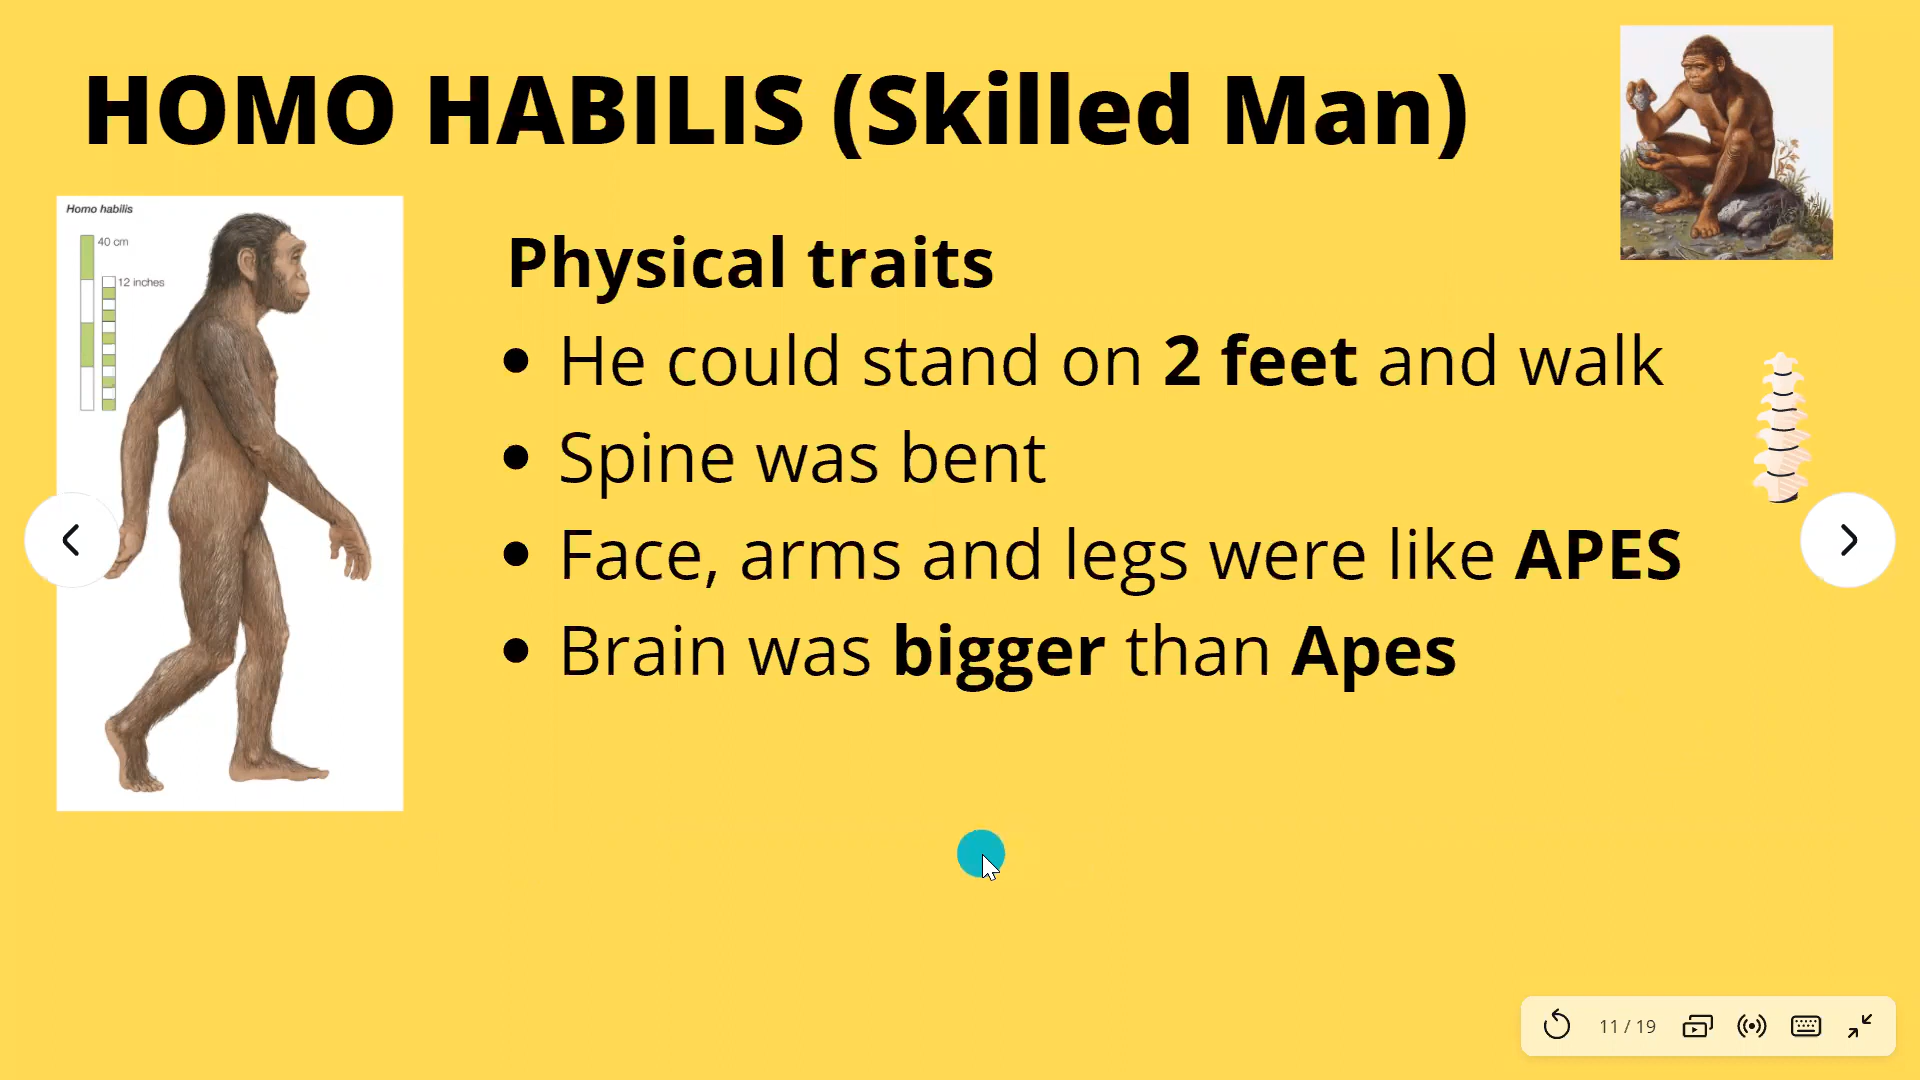 HOMO HABILIS (Skilled Man)
Homo habilis
40 cm
12 inches
Physical traits
• He could stand on 2 feet and walk
• Spine was bent
• Face, arms and legs were like APES
• Brain was bigger than Apes
11 / 19